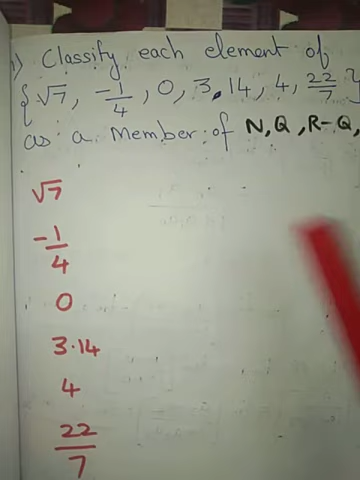 1) Classify each element of
{√7, -1/4, 0, 3.14, 4, 22/7}
as a Member of N, Q, R-Q,
√7
-1/4
0
3.14
4
22/7